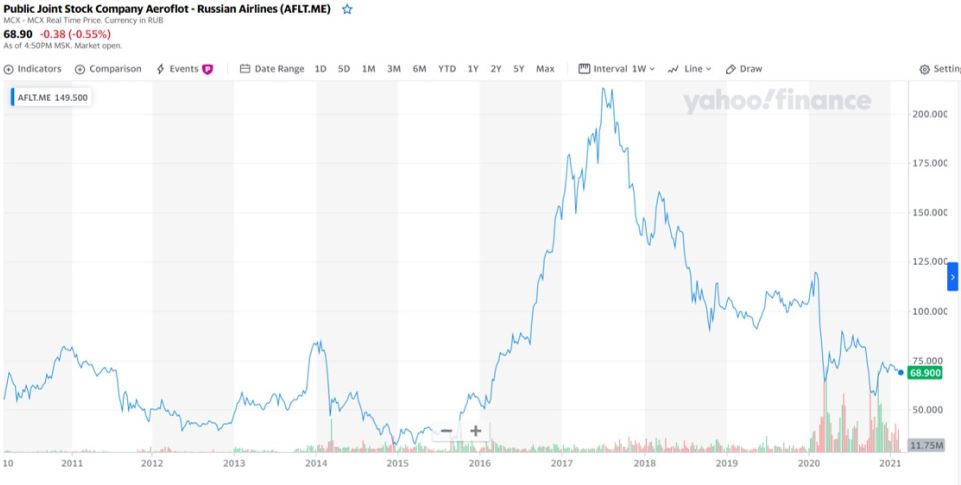 Public Joint Stock Company Aeroflot - Russian Airlines (AFLT.ME)
MCX - MCX Real Time Price. Currency in RUB
68.90 -0.38 (-0.55%)
As of 4:50PM MSK. Market open.
Indicators Comparison Events P Date Range 1D 5D 1M 3M 6M YTD 1Y 2Y 5Y Max Interval 1W Line Draw Settin
AFLT.ME 149.500
yahoo!finance
200.000
175.000
150.000
125.000
100.000
75.000
68.900
50.000
11.75M
10 2011 2012 2013 2014 2015 2016 2017 2018 2019 2020 2021